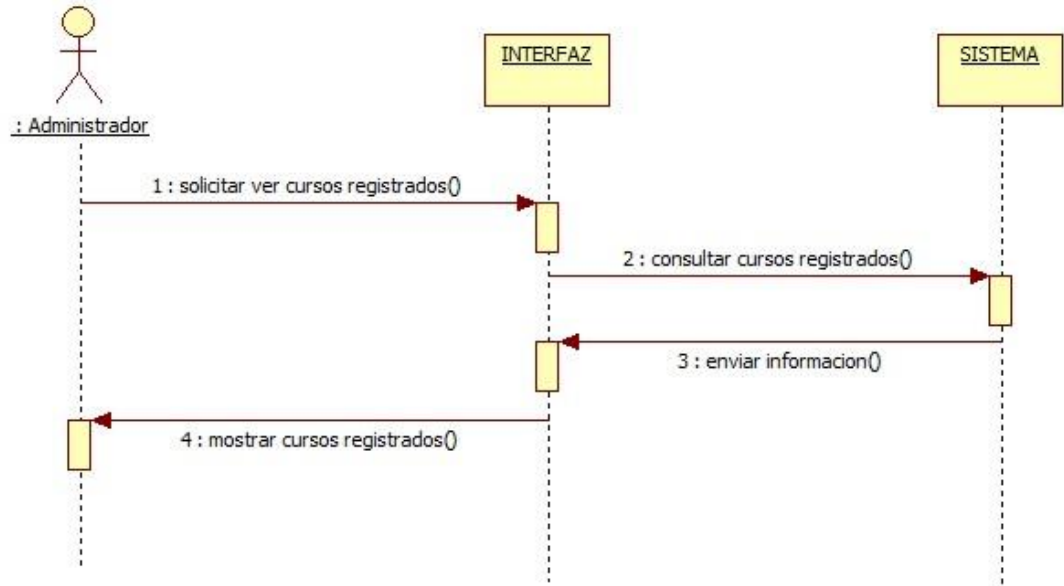 INTERFAZ
SISTEMA
: Administrador
1 : solicitar ver cursos registrados()
2 : consultar cursos registrados()
3 : enviar informacion()
4 : mostrar cursos registrados()